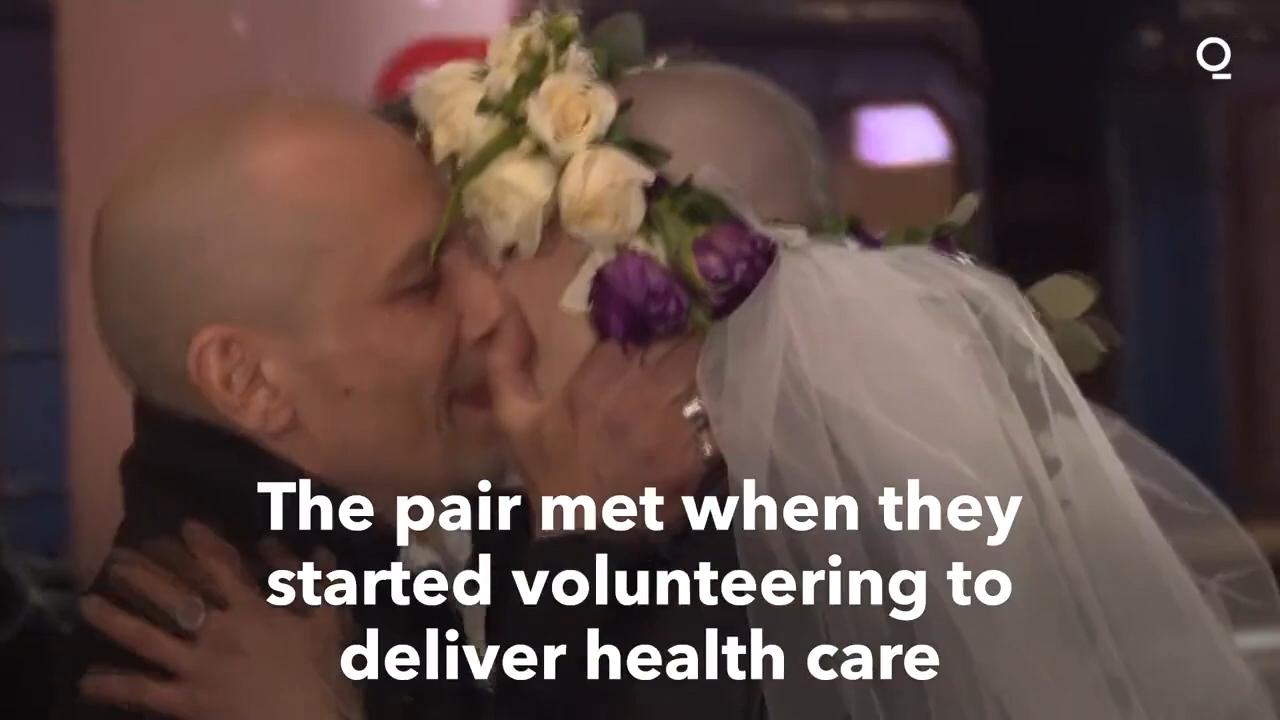 The pair met when they
started volunteering to
deliver health care